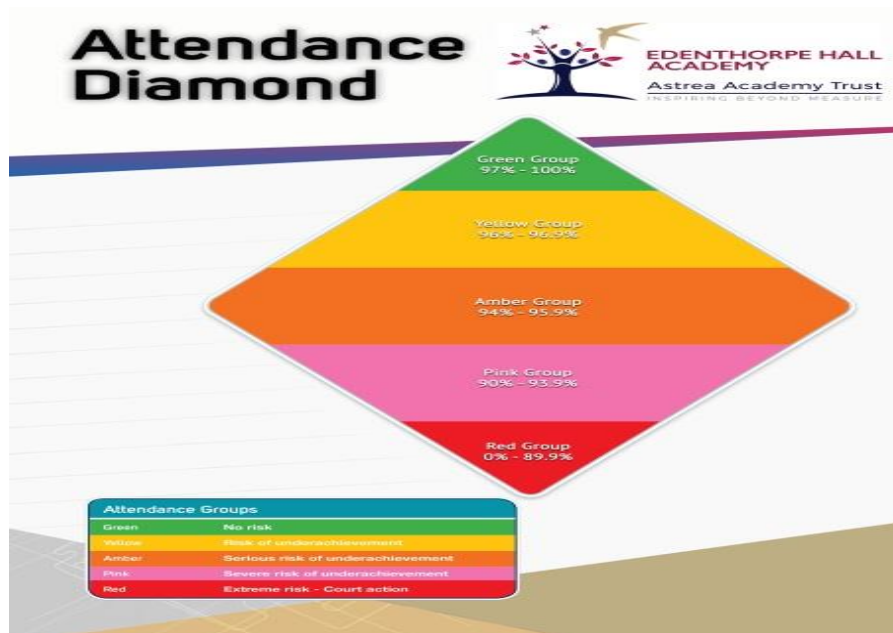 Attendance
Diamond
EDENTHORPE HALL
ACADEMY
Astrea Academy Trust
INSPIRING BEYOND MEASURE
Green Group
97% - 100%
Yellow Group
96% - 96.9%
Amber Group
94% - 95.9%
Pink Group
90% - 93.9%
Red Group
0% - 89.9%
Attendance Groups
Green No risk
Yellow Risk of underachievement
Amber Serious risk of underachievement
Pink Severe risk of underachievement
Red Extreme risk - Court action